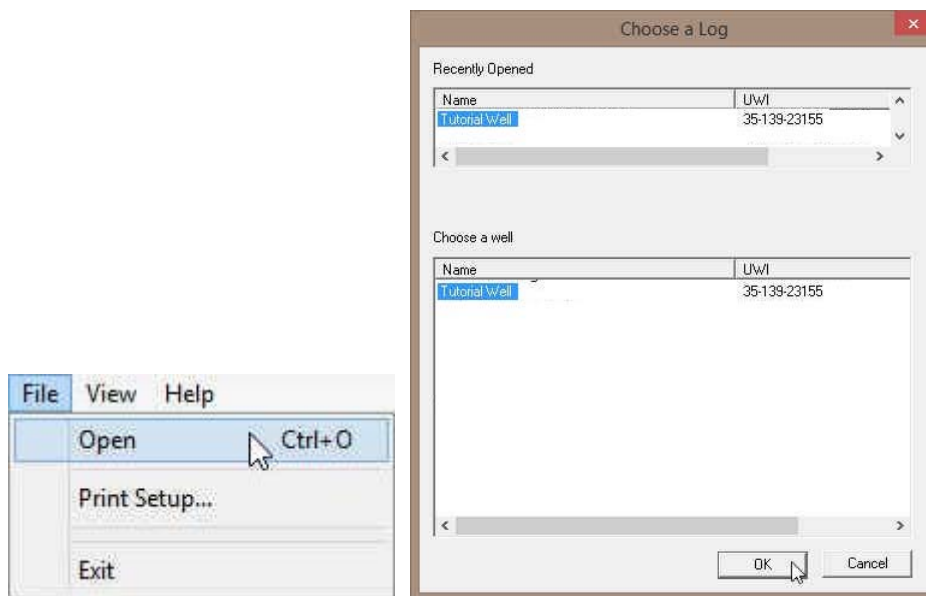 File View Help
Open Ctrl+O
Print Setup...
Exit
Choose a Log
Recently Opened
Name UWI
Tutorial Well 35-139-23155
Choose a well
Name UWI
Tutorial Well 35-139-23155
OK Cancel